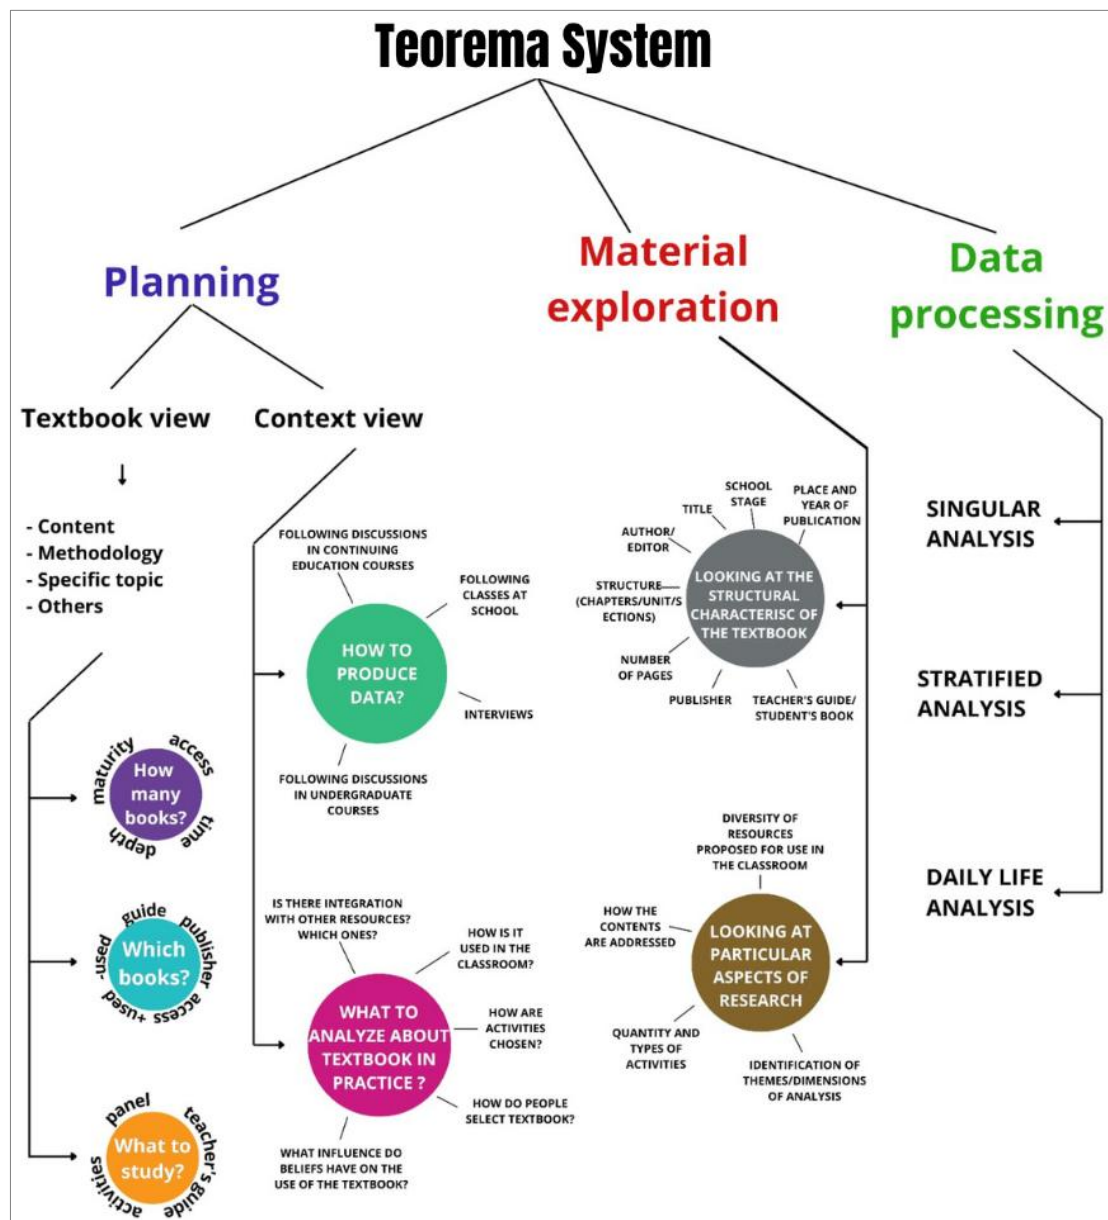 Teorema System
Planning
Material
exploration
Data
processing
Textbook view
Context view
- Content
- Methodology
- Specific topic
- Others
How
many
books?
maturity
access
time
depth
Which
books?
guide
publisher
access
+used
-used
What to
study?
panel
teacher's guide
activities
HOW TO
PRODUCE
DATA?
FOLLOWING DISCUSSIONS
IN CONTINUING
EDUCATION COURSES
FOLLOWING
CLASSES AT
SCHOOL
INTERVIEWS
FOLLOWING DISCUSSIONS
IN UNDERGRADUATE
COURSES
WHAT TO
ANALYZE ABOUT
TEXTBOOK IN
PRACTICE ?
IS THERE INTEGRATION
WITH OTHER RESOURCES?
WHICH ONES?
HOW IS IT
USED IN THE
CLASSROOM?
HOW ARE
ACTIVITIES
CHOSEN?
HOW DO PEOPLE
SELECT TEXTBOOK?
WHAT INFLUENCE DO
BELIEFS HAVE ON THE
USE OF THE TEXTBOOK?
LOOKING AT THE
STRUCTURAL
CHARACTERISC OF
THE TEXTBOOK
SCHOOL
STAGE
PLACE AND
YEAR OF
PUBLICATION
TITLE
AUTHOR/
EDITOR
STRUCTURE
(CHAPTERS/UNIT/S
ECTIONS)
NUMBER
OF PAGES
PUBLISHER
TEACHER'S GUIDE/
STUDENT'S BOOK
LOOKING AT
PARTICULAR
ASPECTS OF
RESEARCH
DIVERSITY OF
RESOURCES
PROPOSED FOR USE IN
THE CLASSROOM
HOW THE
CONTENTS
ARE ADDRESSED
QUANTITY AND
TYPES OF
ACTIVITIES
IDENTIFICATION OF
THEMES/DIMENSIONS
OF ANALYSIS
SINGULAR
ANALYSIS
STRATIFIED
ANALYSIS
DAILY LIFE
ANALYSIS